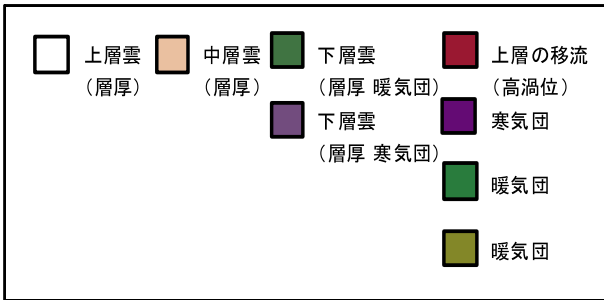 上層雲
（層厚）
中層雲
（層厚）
下層雲
（層厚 暖気団）
下層雲
（層厚 寒気団）
上層の移流
（高渦位）
寒気団
暖気団
暖気団